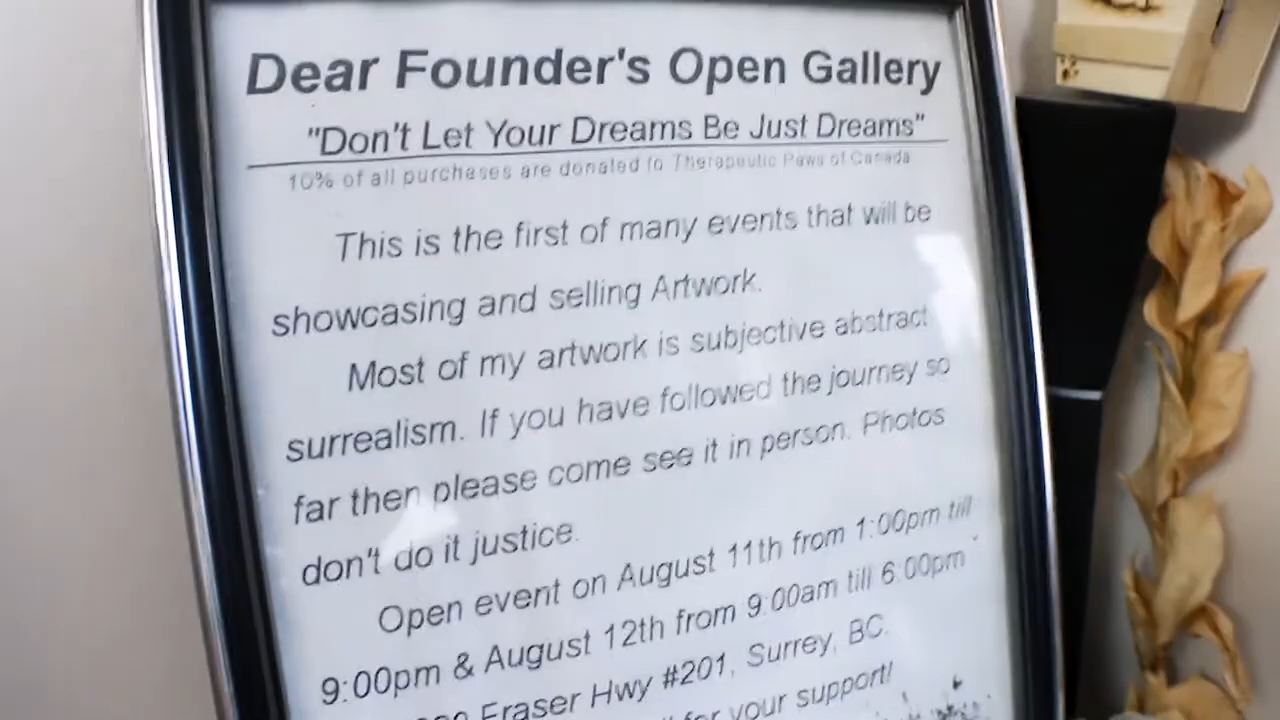 Dear Founder's Open Gallery
"Don't Let Your Dreams Be Just Dreams"
10% of all purchases are donated to Therapeutic Paws of Canada
This is the first of many events that will be
showcasing and selling Artwork.
Most of my artwork is subjective abstract
surrealism. If you have followed the journey so
far then please come see it in person. Photos
don't do it justice.
Open event on August 11th from 1:00pm till
9:00pm & August 12th from 9:00am till 6:00pm
Fraser Hwy #201, Surrey, BC.
for your support!